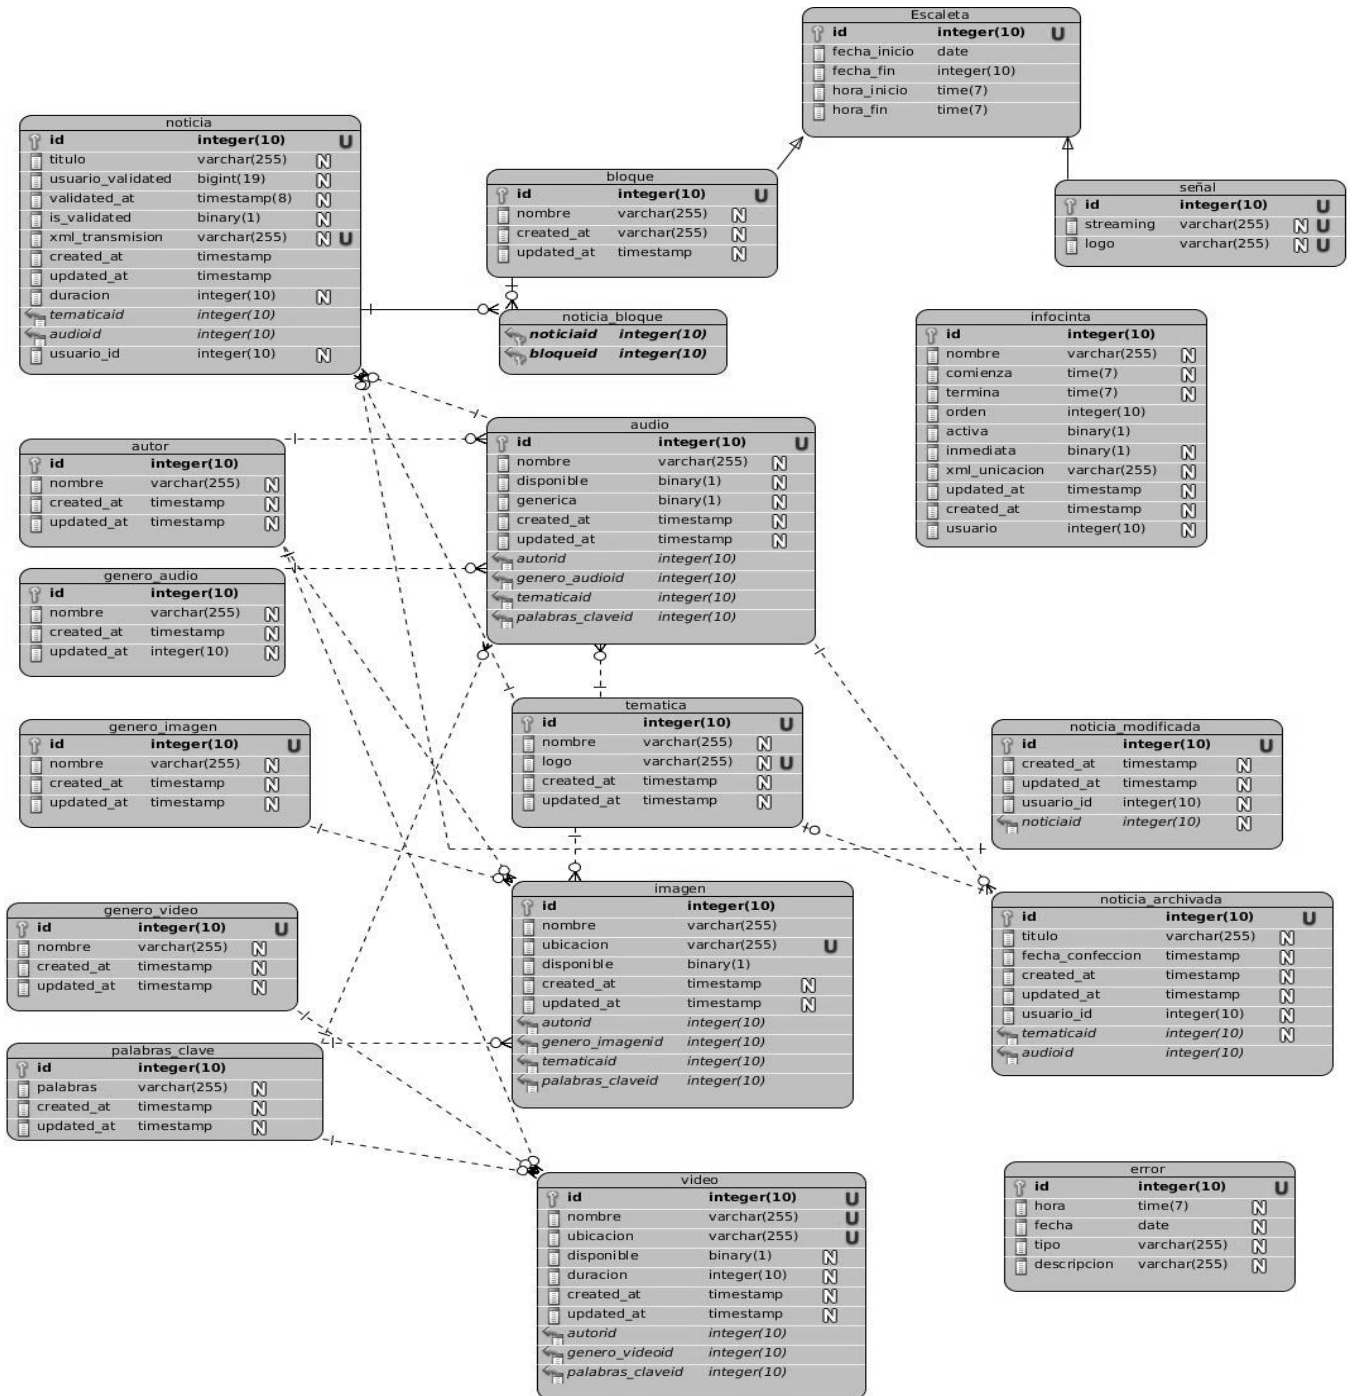 Escaleta
id integer(10) U
fecha_inicio date
fecha_fin integer(10)
hora_inicio time(7)
hora_fin time(7)
noticia
id integer(10) U
titulo varchar(255) N
usuario_validated bigint(19) N
validated_at timestamp(8) N
is_validated binary(1) N
xml_transmision varchar(255) N U
created_at timestamp
updated_at timestamp
duracion integer(10) N
tematicaid integer(10)
audioid integer(10)
usuario_id integer(10) N
bloque
id integer(10) U
nombre varchar(255) N
created_at varchar(255) N
updated_at timestamp N
señal
id integer(10) U
streaming varchar(255) N U
logo varchar(255) N U
noticia_bloque
noticiaid integer(10)
bloqueid integer(10)
infocinta
id integer(10)
nombre varchar(255) N
comienza time(7) N
termina time(7) N
orden integer(10)
activa binary(1)
inmediata binary(1) N
xml_unicacion varchar(255) N
updated_at timestamp N
created_at timestamp N
usuario integer(10) N
audio
id integer(10) U
nombre varchar(255) N
disponible binary(1) N
generica binary(1) N
created_at timestamp N
updated_at timestamp N
autorid integer(10)
genero_audioid integer(10)
tematicaid integer(10)
palabras_claveid integer(10)
autor
id integer(10)
nombre varchar(255) N
created_at timestamp N
updated_at timestamp N
genero_audio
id integer(10)
nombre varchar(255) N
created_at timestamp N
updated_at integer(10) N
tematica
id integer(10) U
nombre varchar(255) N
logo varchar(255) N U
created_at timestamp N
updated_at timestamp N
genero_imagen
id integer(10) U
nombre varchar(255) N
created_at timestamp N
updated_at timestamp N
noticia_modificada
id integer(10) U
created_at timestamp N
updated_at timestamp N
usuario_id integer(10) N
noticiaid integer(10) N
imagen
id integer(10)
nombre varchar(255)
ubicacion varchar(255) U
disponible binary(1)
created_at timestamp N
updated_at timestamp N
autorid integer(10)
genero_imagenid integer(10)
tematicaid integer(10)
palabras_claveid integer(10)
noticia_archivada
id integer(10) U
titulo varchar(255) N
fecha_confeccion timestamp N
created_at timestamp N
updated_at timestamp N
usuario_id integer(10) N
tematicaid integer(10) N
audioid integer(10)
genero_video
id integer(10) U
nombre varchar(255) N
created_at timestamp N
updated_at timestamp N
palabras_clave
id integer(10)
palabras varchar(255) N
created_at timestamp N
updated_at timestamp N
video
id integer(10) U
nombre varchar(255) U
ubicacion varchar(255) U
disponible binary(1) N
duracion integer(10) N
created_at timestamp N
updated_at timestamp N
autorid integer(10)
genero_videoid integer(10)
palabras_claveid integer(10)
error
id integer(10) U
hora time(7) N
fecha date N
tipo varchar(255) N
descripcion varchar(255) N